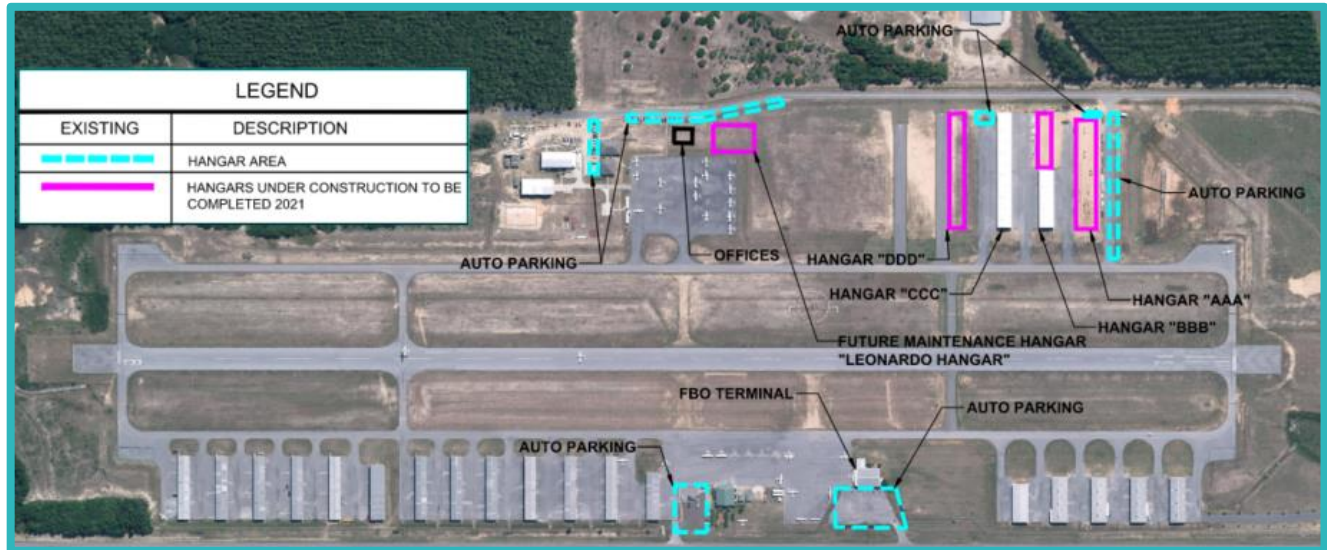 AUTO PARKING
LEGEND
EXISTING DESCRIPTION
HANGAR AREA
HANGARS UNDER CONSTRUCTION TO BE
COMPLETED 2021
AUTO PARKING
AUTO PARKING
OFFICES
HANGAR "DDD"
HANGAR "CCC"
HANGAR "AAA"
HANGAR "BBB"
FUTURE MAINTENANCE HANGAR
"LEONARDO HANGAR"
FBO TERMINAL
AUTO PARKING
AUTO PARKING